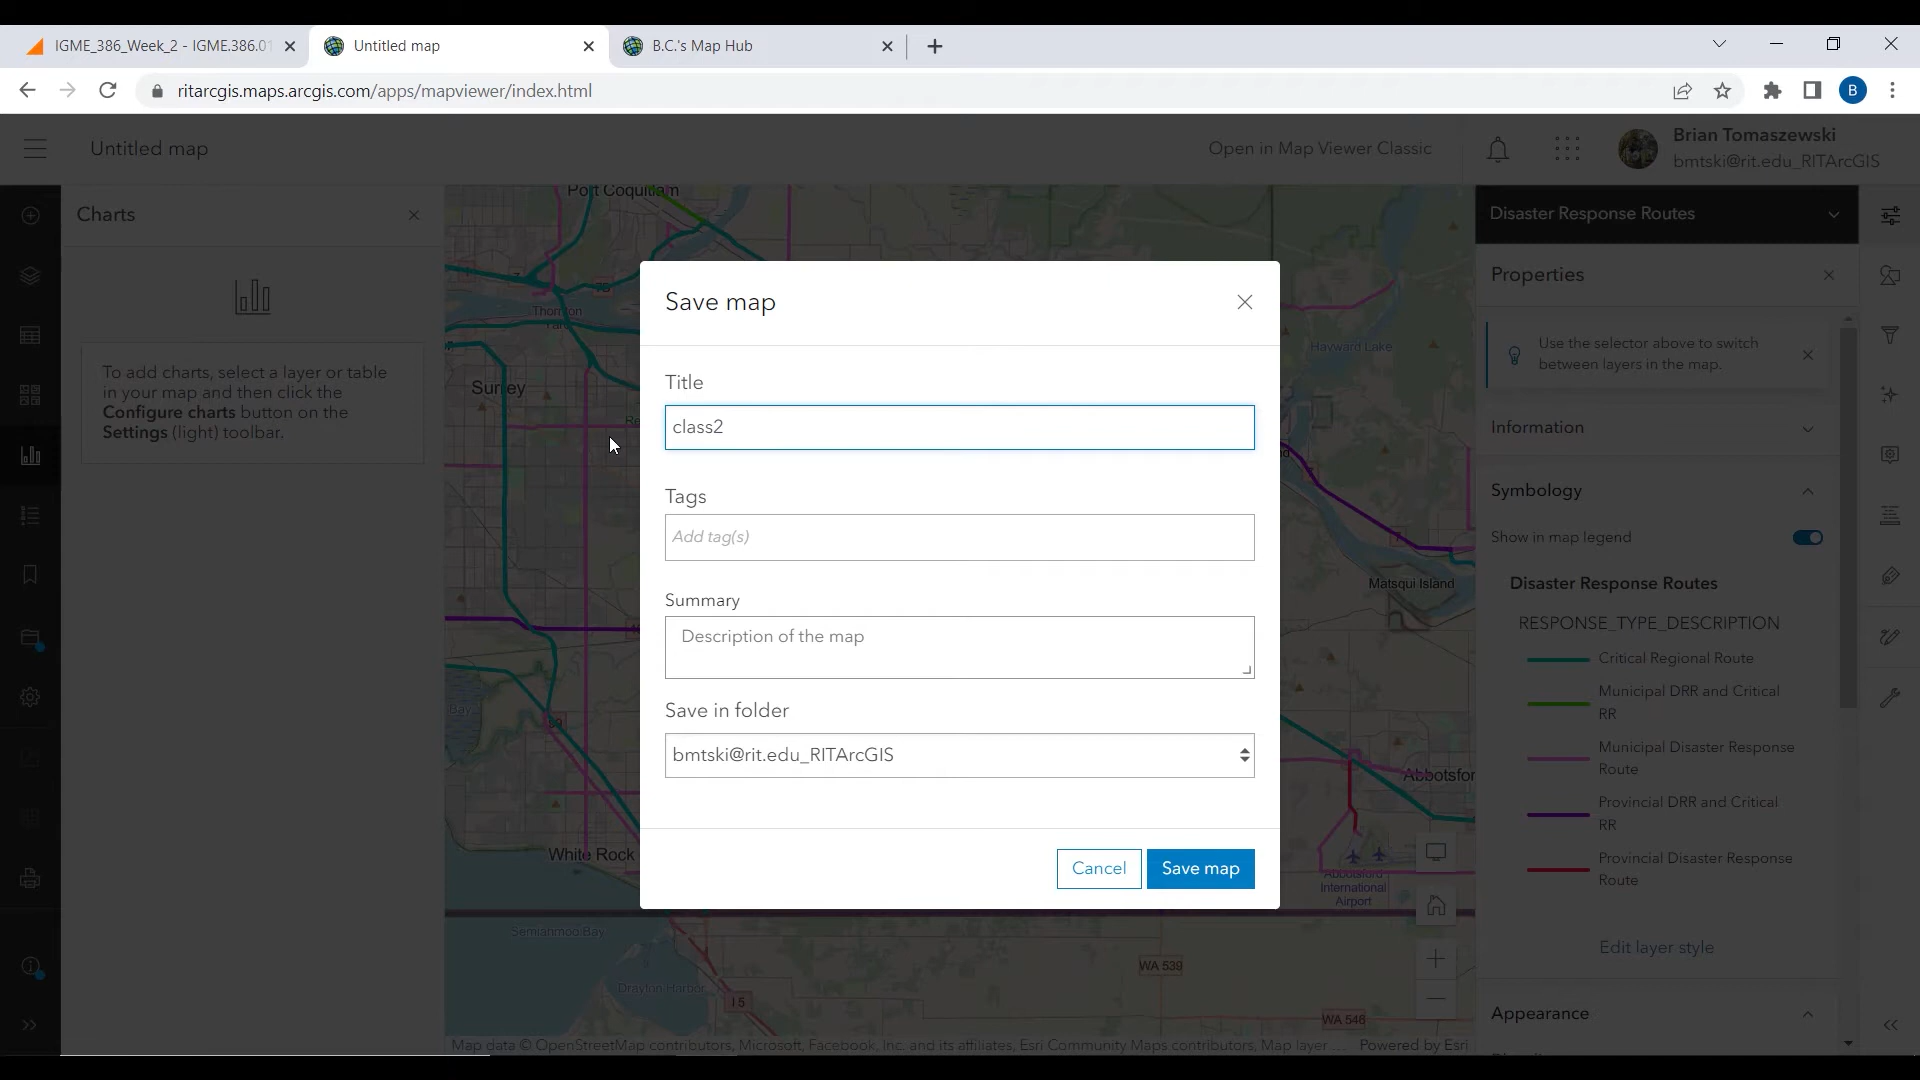 IGME_386_Week_2 - IGME.386.01
Untitled map
B.C.'s Map Hub
ritarcgis.maps.arcgis.com/apps/mapviewer/index.html
B
Untitled map
Open in Map Viewer Classic
Brian Tomaszewski
bmtski@rit.edu_RITArcGIS
Charts
To add charts, select a layer or table
in your map and then click the
Configure charts button on the
Settings (light) toolbar.
Port Coquitlam
7B
Thornton
Surrey
Bay
99
White Rock
Semiahmoo Bay
Drayton Harbor
I 5
Hayward Lake
Matsqui Island
Abbotsfor
Abbotsford
International
Airport
WA 539
WA 546
Map data © OpenStreetMap contributors, Microsoft, Facebook, Inc. and its affiliates, Esri Community Maps contributors, Map layer ...
Powered by Esri
Save map
Title
class2
Tags
Add tag(s)
Summary
Description of the map
Save in folder
bmtski@rit.edu_RITArcGIS
Cancel
Save map
Disaster Response Routes
Properties
Use the selector above to switch
between layers in the map.
Information
Symbology
Show in map legend
Disaster Response Routes
RESPONSE_TYPE_DESCRIPTION
Critical Regional Route
Municipal DRR and Critical
RR
Municipal Disaster Response
Route
Provincial DRR and Critical
RR
Provincial Disaster Response
Route
Edit layer style
Appearance